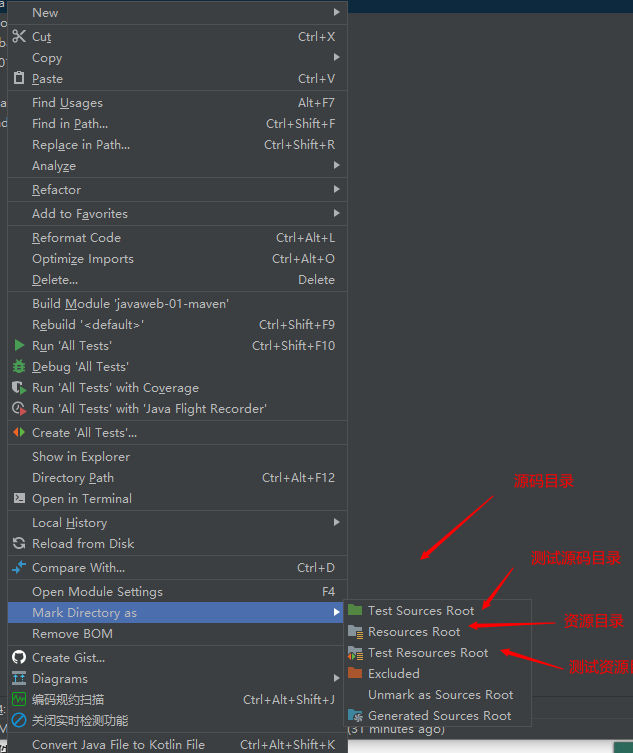 New
Cut Ctrl+X
Copy
Paste Ctrl+V
Find Usages Alt+F7
Find in Path... Ctrl+Shift+F
Replace in Path... Ctrl+Shift+R
Analyze
Refactor
Add to Favorites
Reformat Code Ctrl+Alt+L
Optimize Imports Ctrl+Alt+O
Delete... Delete
Build Module 'javaweb-01-maven'
Rebuild '<default>' Ctrl+Shift+F9
Run 'All Tests' Ctrl+Shift+F10
Debug 'All Tests'
Run 'All Tests' with Coverage
Run 'All Tests' with 'Java Flight Recorder'
Create 'All Tests'...
Show in Explorer
Directory Path Ctrl+Alt+F12
Open in Terminal
Local History
Reload from Disk
Compare With... Ctrl+D
Open Module Settings F4
Mark Directory as
Remove BOM
Create Gist...
Diagrams
编码规约扫描 Ctrl+Alt+Shift+J
关闭实时检测功能
Convert Java File to Kotlin File Ctrl+Alt+Shift+K
源码目录
测试源码目录
Test Sources Root
资源目录
Resources Root
Test Resources Root
测试资源
Excluded
Unmark as Sources Root
Generated Sources Root
(31 minutes ago)